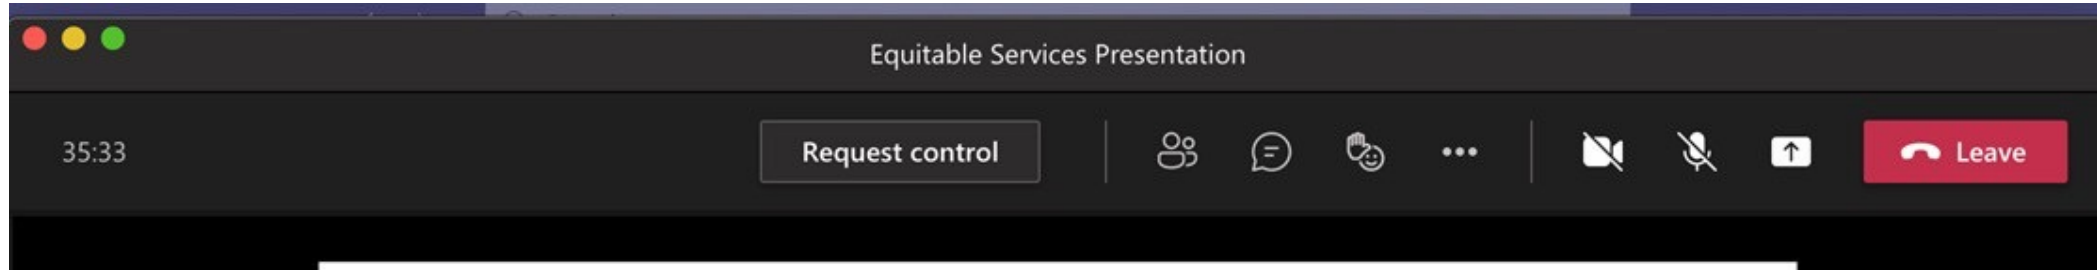 Equitable Services Presentation
35:33 Request control Leave